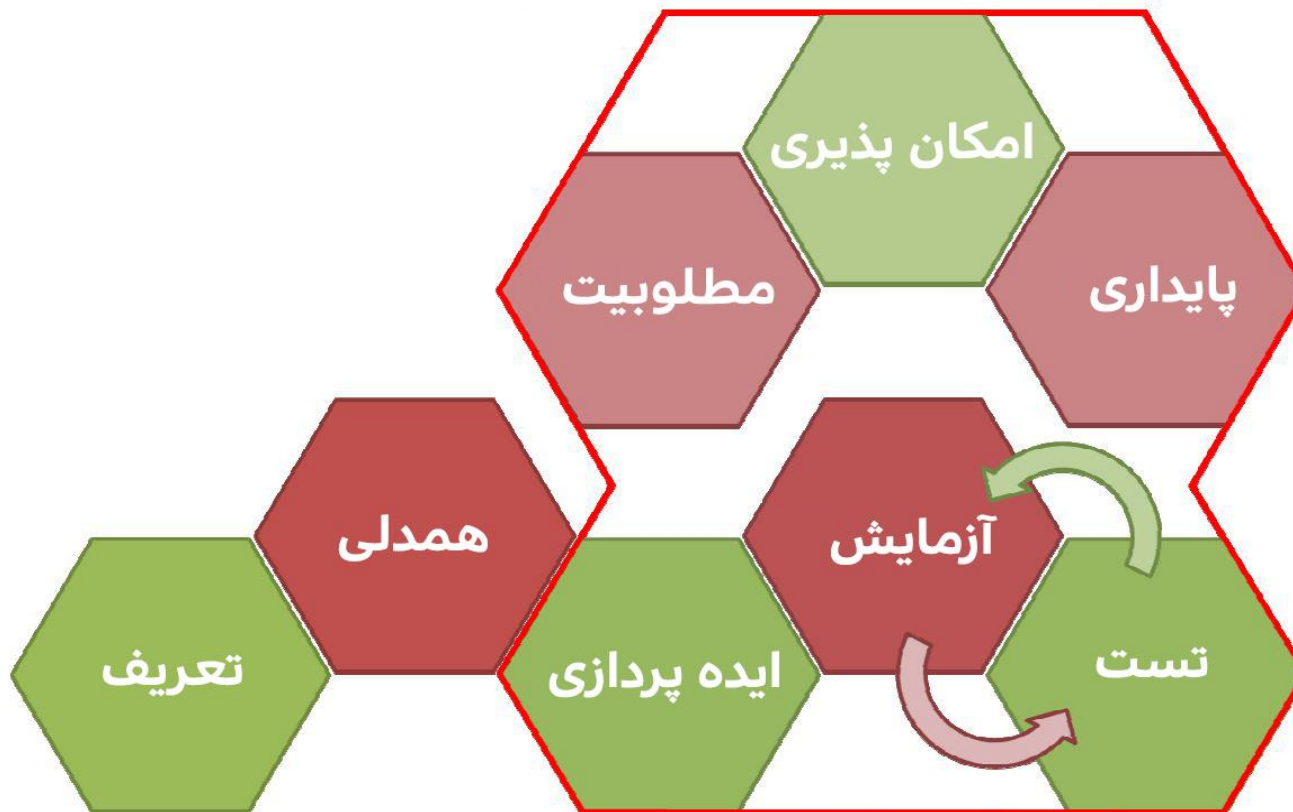 امکان پذیری
مطلوبیت
پایداری
همدلی
آزمایش
تعریف
ایده پردازی
تست